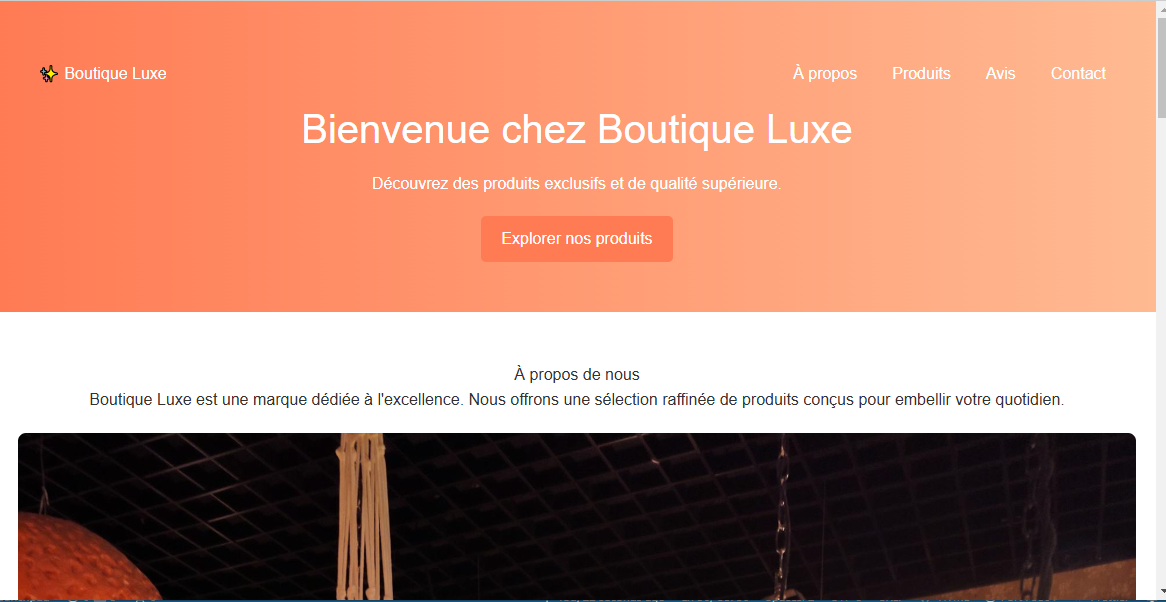 ✨ Boutique Luxe
À propos Produits Avis Contact
Bienvenue chez Boutique Luxe
Découvrez des produits exclusifs et de qualité supérieure.
Explorer nos produits
À propos de nous
Boutique Luxe est une marque dédiée à l'excellence. Nous offrons une sélection raffinée de produits conçus pour embellir votre quotidien.